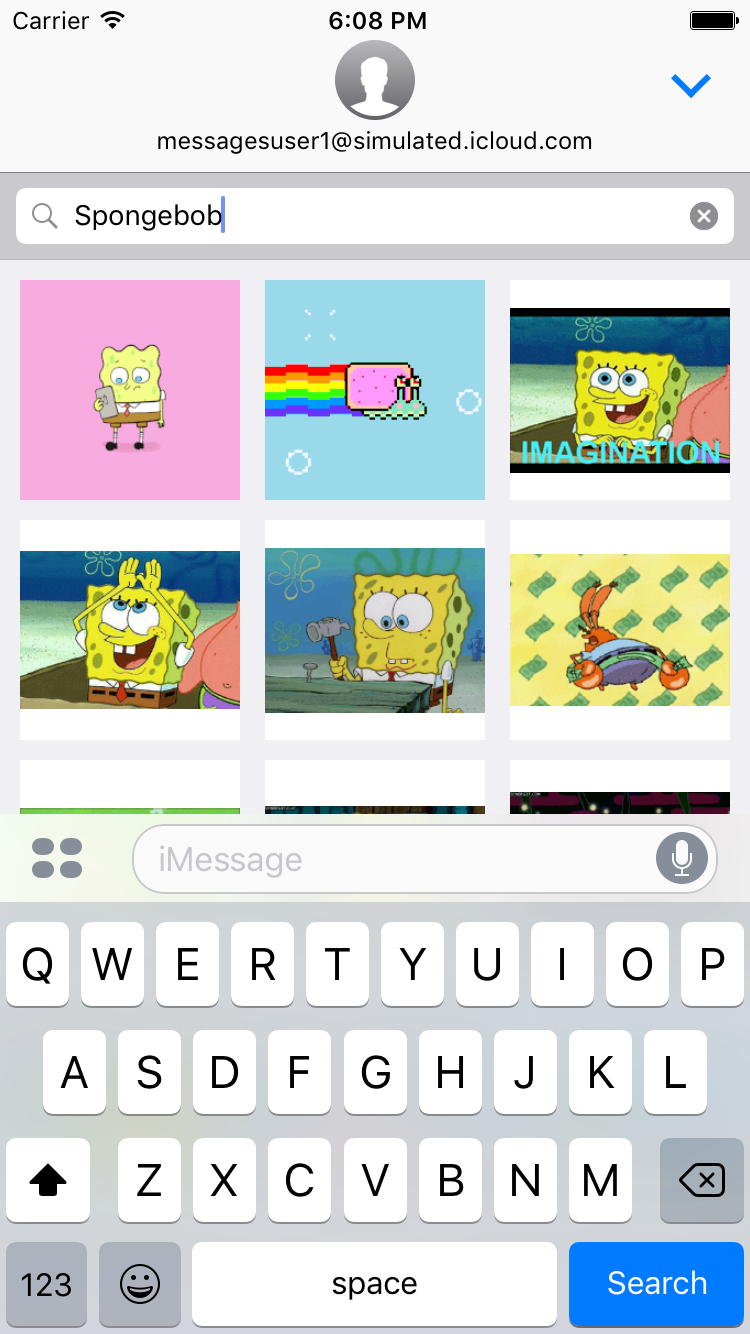 Carrier 6:08 PM
messagesuser1@simulated.icloud.com
Spongebob
IMAGINATION
iMessage
Q W E R T Y U I O P
A S D F G H J K L
Z X C V B N M
123 space Search